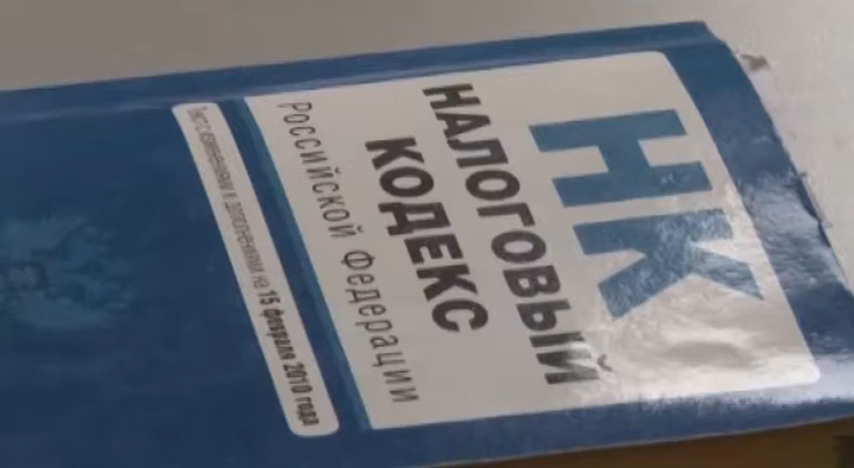 НК
НАЛОГОВЫЙ
КОДЕКС
Российской Федерации
Текст с изменениями и дополнениями на 15 февраля 2010 года